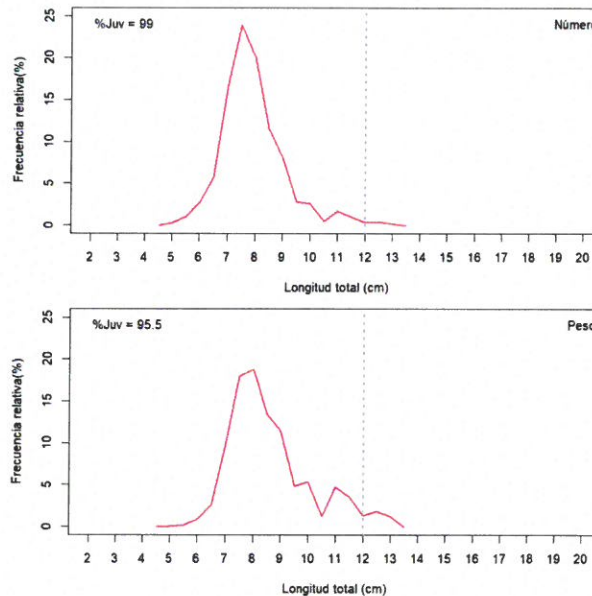 %Juv = 99
Número
Frecuencia relativa(%)
25
20
15
10
5
0
2 3 4 5 6 7 8 9 10 11 12 13 14 15 16 17 18 19 20
Longitud total (cm)
%Juv = 95.5
Peso
Frecuencia relativa(%)
25
20
15
10
5
0
2 3 4 5 6 7 8 9 10 11 12 13 14 15 16 17 18 19 20
Longitud total (cm)